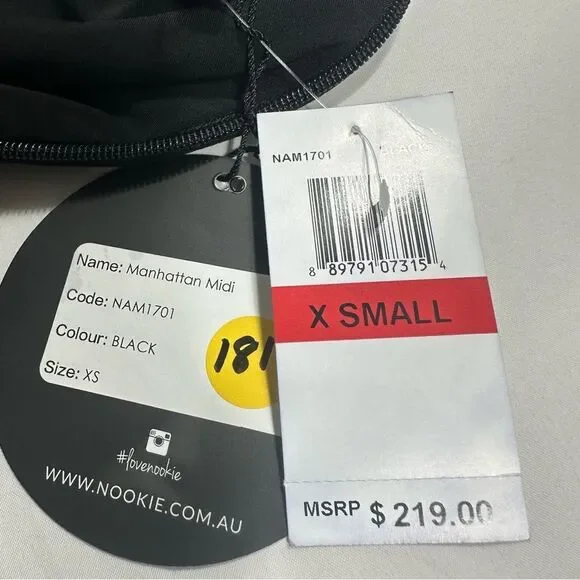 Name: Manhattan Midi
Code: NAM1701
Colour: BLACK
Size: XS
181
#lovenookie
WWW.NOOKIE.COM.AU
NAM1701 BLACK
8 89791 07315 4
X SMALL
MSRP $ 219.00